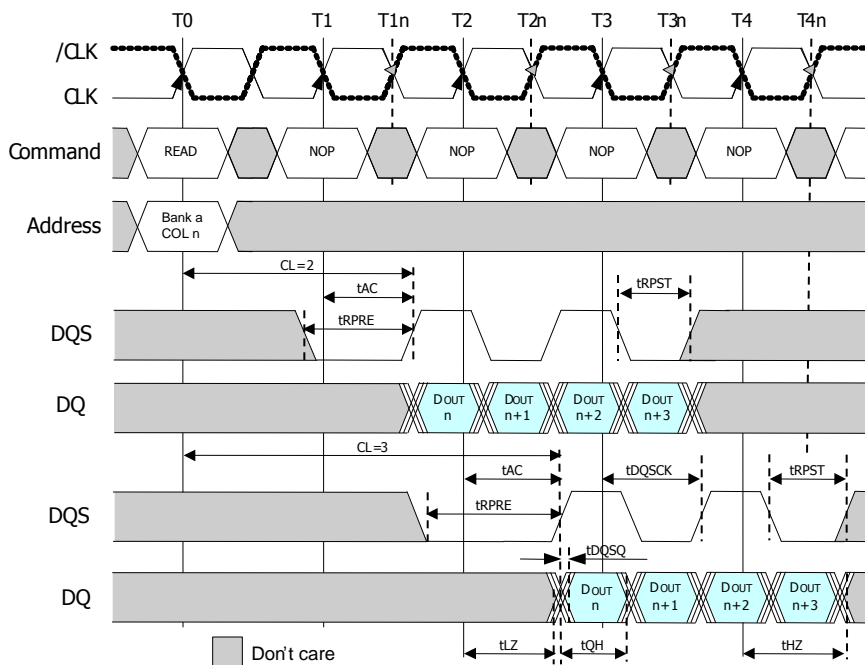 T0 T1 T1n T2 T2n T3 T3n T4 T4n
/CLK
CLK
Command READ NOP NOP NOP NOP
Address Bank a
COL n
CL=2
tAC
tRPRE
tRPST
DQS
DQ
DOUT
n
DOUT
n+1
DOUT
n+2
DOUT
n+3
CL=3
tAC
tDQSCK
tRPST
tRPRE
DQS
tDQSQ
DQ
DOUT
n
DOUT
n+1
DOUT
n+2
DOUT
n+3
tLZ
tQH
tHZ
Don't care